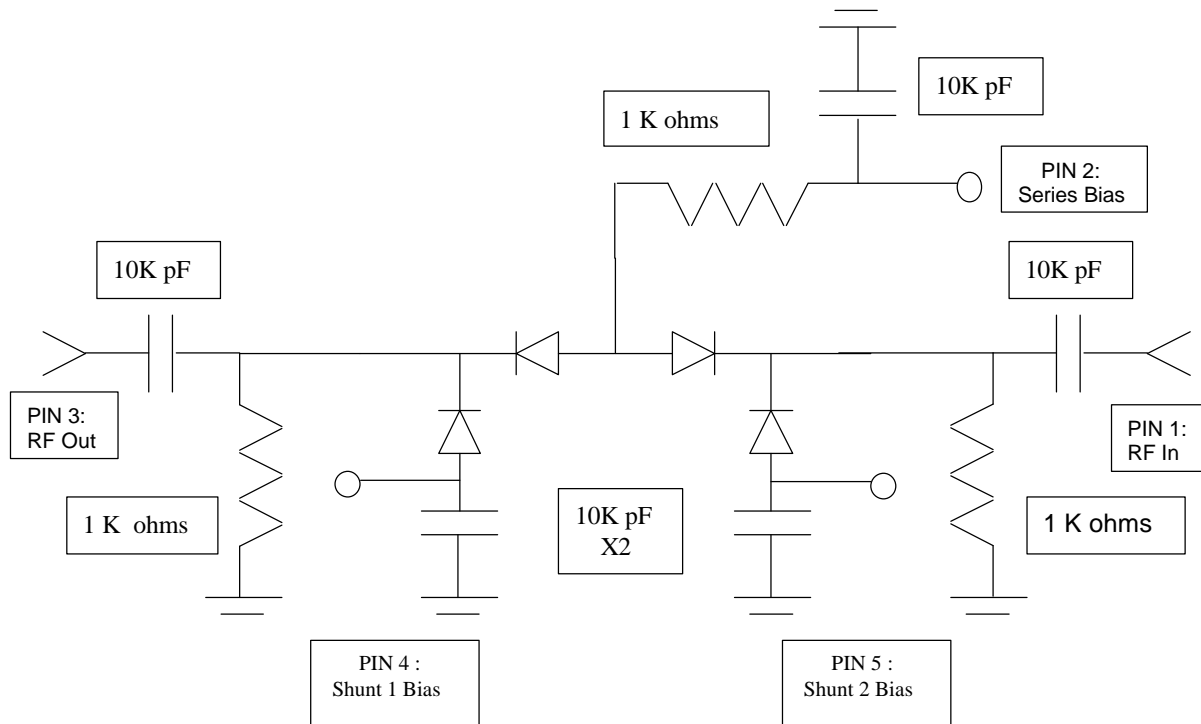 10K pF
1 K ohms
PIN 2:
Series Bias
10K pF
10K pF
PIN 3:
RF Out
PIN 1:
RF In
1 K  ohms
10K pF
X2
1 K ohms
PIN 4 :
Shunt 1 Bias
PIN 5 :
Shunt 2 Bias